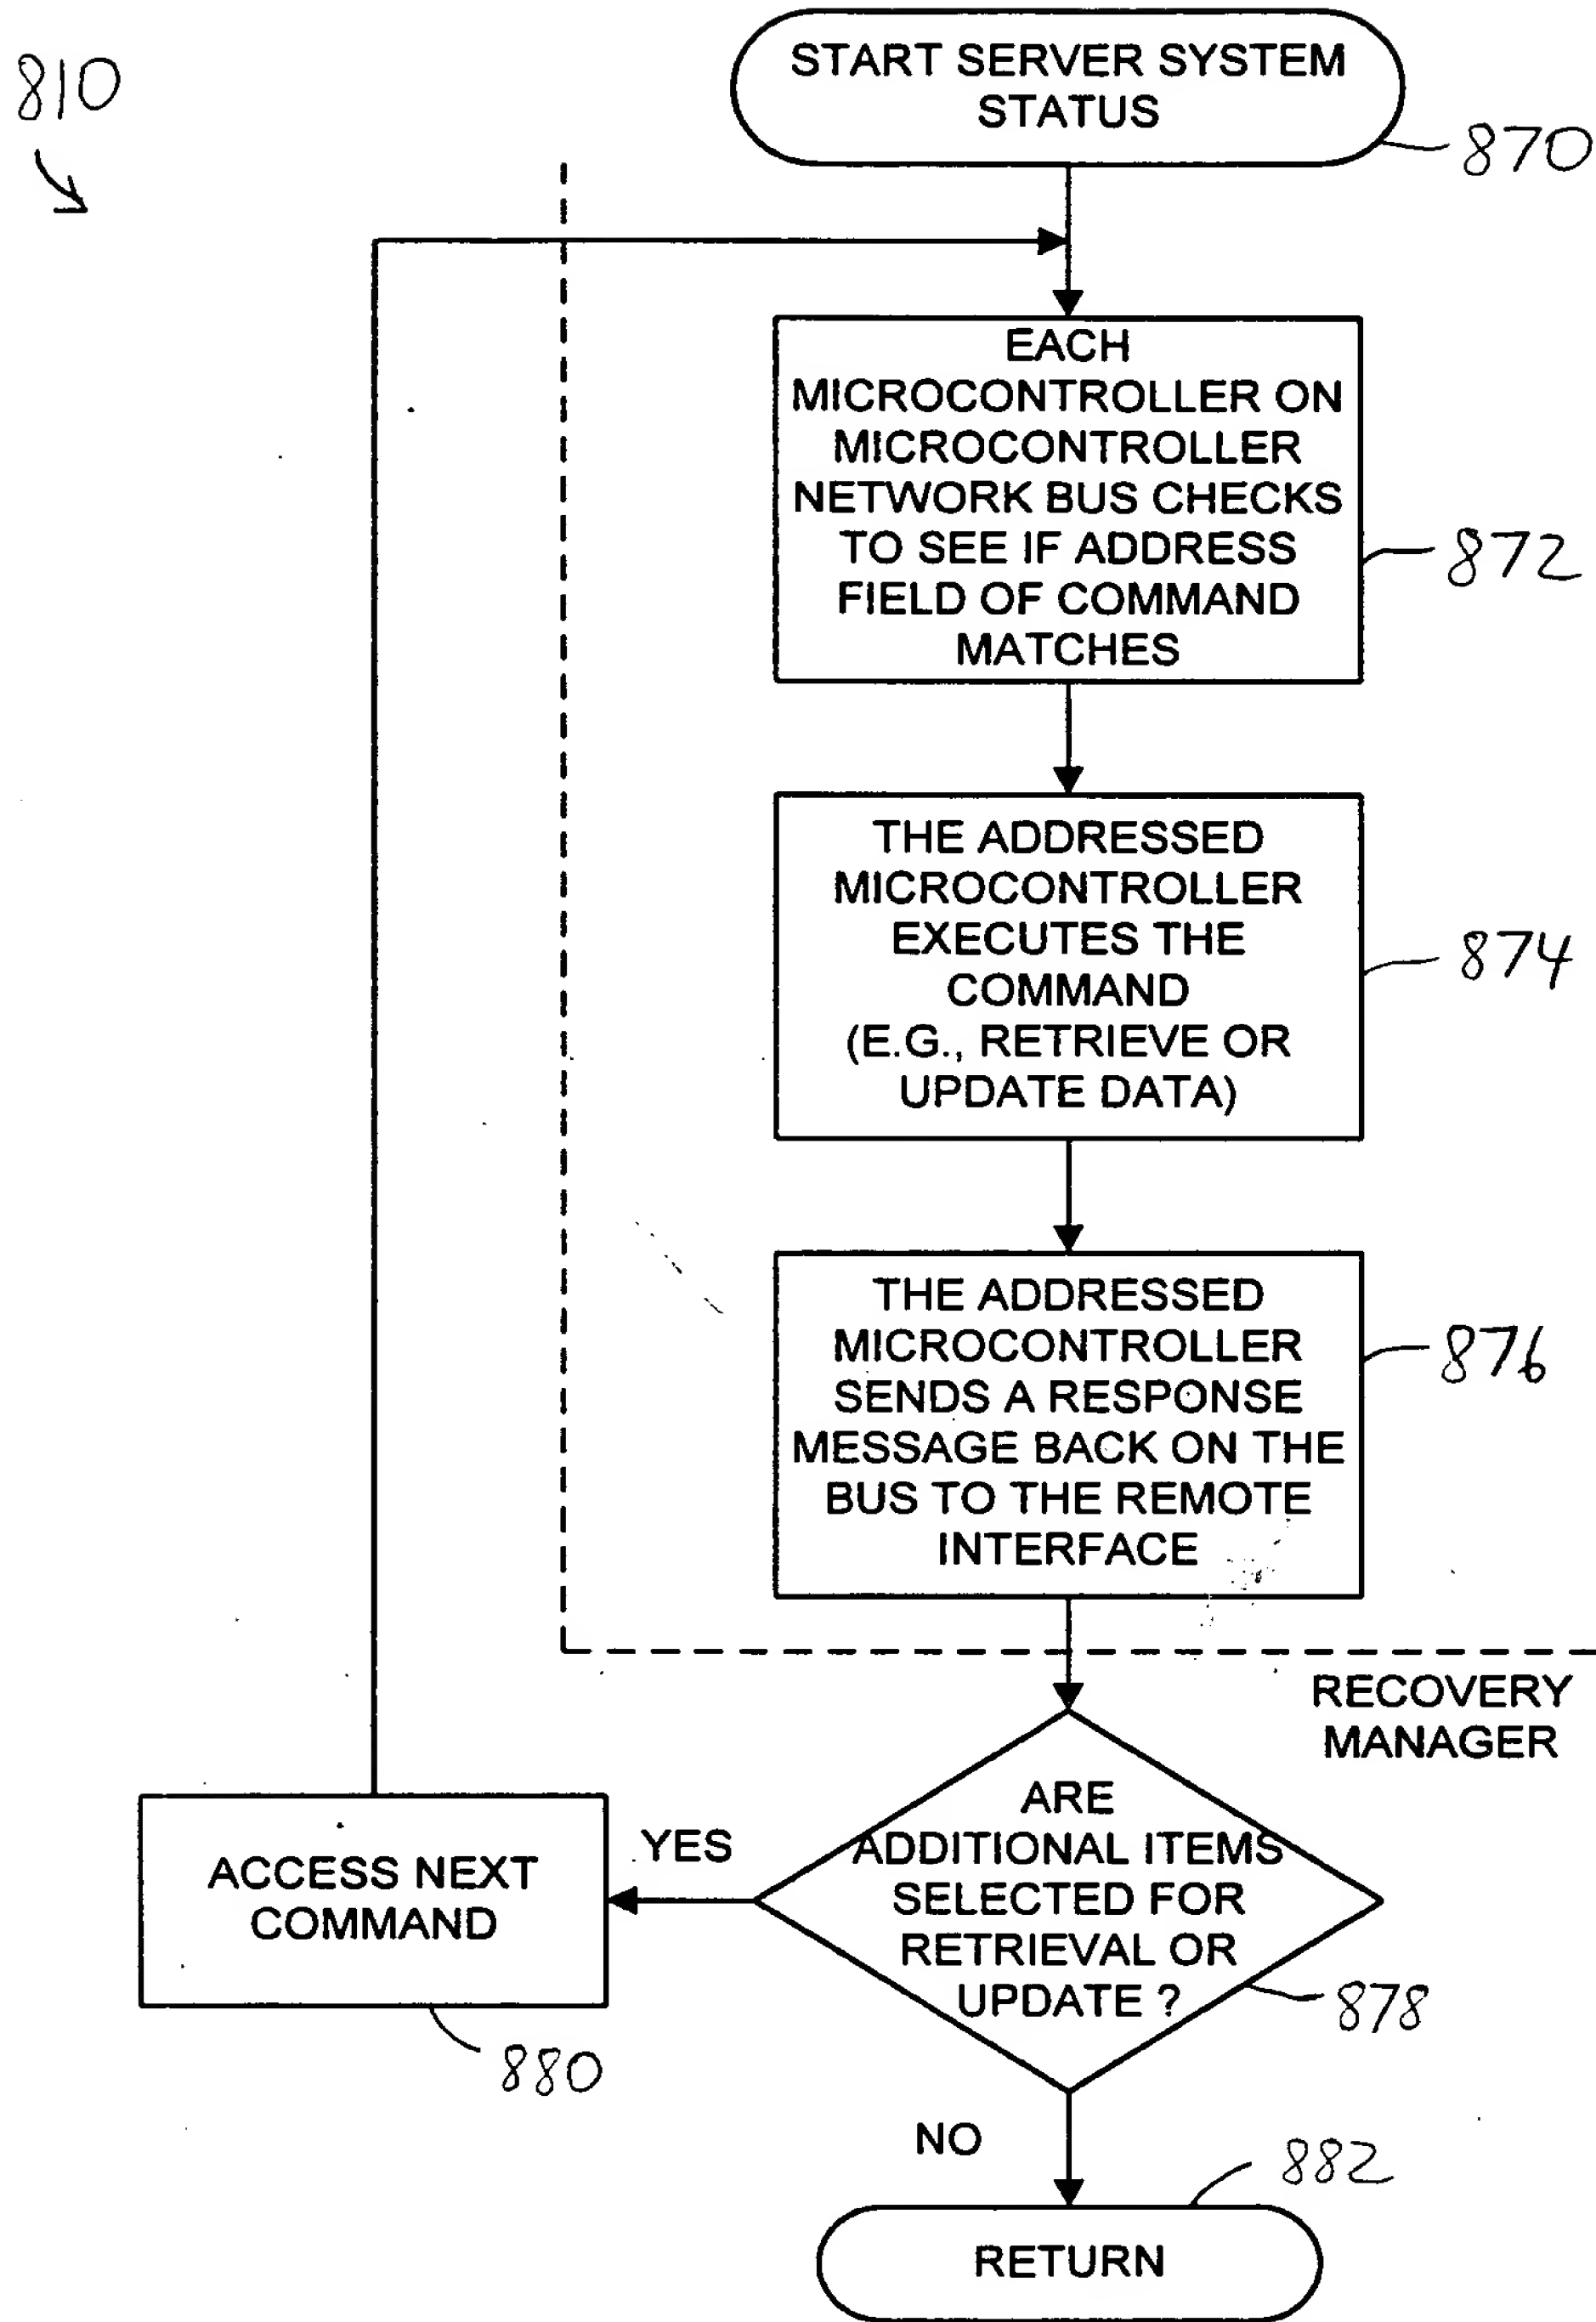 810
START SERVER SYSTEM
STATUS
870
EACH
MICROCONTROLLER ON
MICROCONTROLLER
NETWORK BUS CHECKS
TO SEE IF ADDRESS
FIELD OF COMMAND
MATCHES
872
THE ADDRESSED
MICROCONTROLLER
EXECUTES THE
COMMAND
(E.G., RETRIEVE OR
UPDATE DATA)
874
THE ADDRESSED
MICROCONTROLLER
SENDS A RESPONSE
MESSAGE BACK ON THE
BUS TO THE REMOTE
INTERFACE
876
RECOVERY
MANAGER
ARE
ADDITIONAL ITEMS
SELECTED FOR
RETRIEVAL OR
UPDATE ?
878
YES
ACCESS NEXT
COMMAND
880
NO
882
RETURN